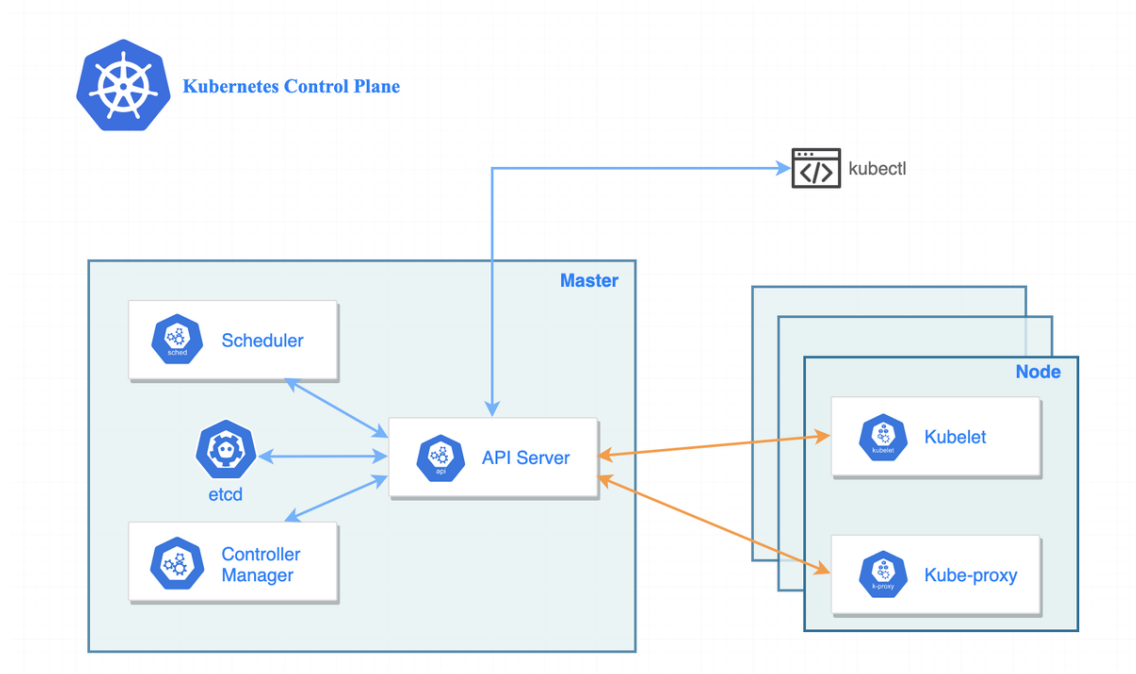 Kubernetes Control Plane
kubectl
Master
Scheduler
sched
etcd
API Server
api
Controller
Manager
Node
Kubelet
kubelet
Kube-proxy
k-proxy